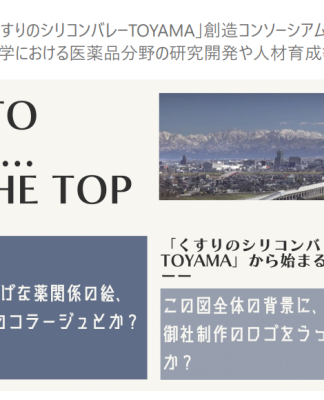 すりのシリコンバレーTOYAMA」創造コンソーシアム
学における医薬品分野の研究開発や人材育成
TO
...
HE TOP
「くすりのシリコンバ
TOYAMA」から始まる
ーー
げな薬関係の絵、
のコラージュとか？
この図全体の背景に、
御社制作のロゴをうっ
か？